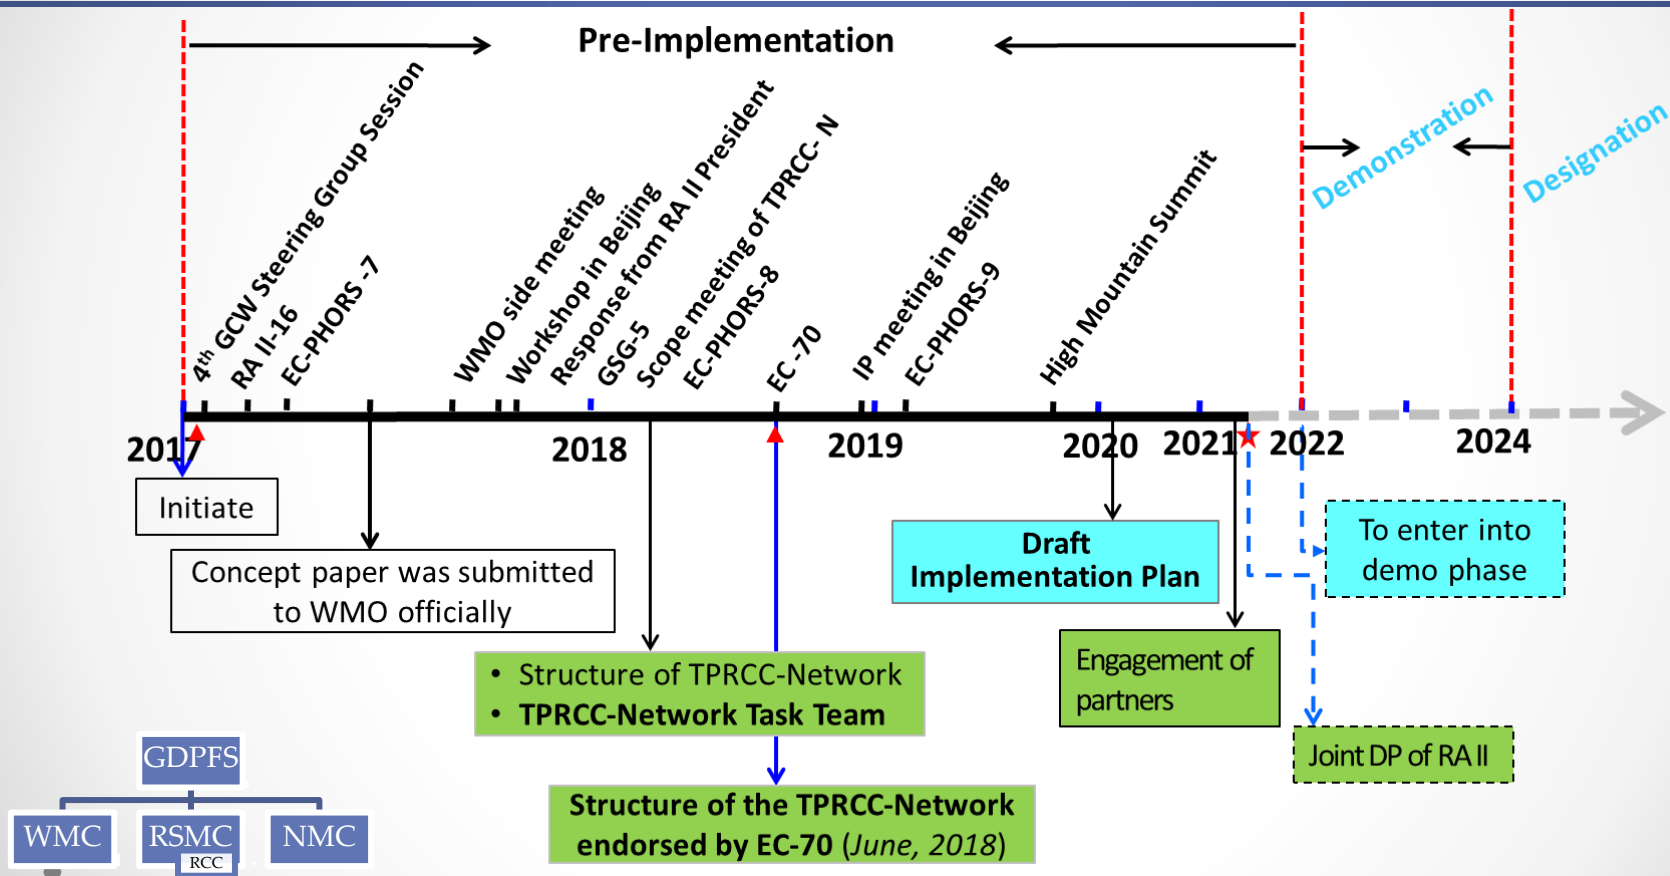 Pre-Implementation
4th GCW Steering Group Session
RA II-16
EC-PHORS -7
WMO side meeting
Workshop in Beijing
Response from RA II President
GSG-5
Scope meeting of TPRCC- N
EC-PHORS-8
EC -70
IP meeting in Beijing
EC-PHORS-9
High Mountain Summit
Demonstration
Designation
2017
2018
2019
2020
2021
2022
2024
Initiate
Concept paper was submitted
to WMO officially
• Structure of TPRCC-Network
• TPRCC-Network Task Team
Structure of the TPRCC-Network
endorsed by EC-70 (June, 2018)
Draft
Implementation Plan
Engagement of
partners
To enter into
demo phase
Joint DP of RA II
GDPFS
WMC
RSMC
NMC
RCC